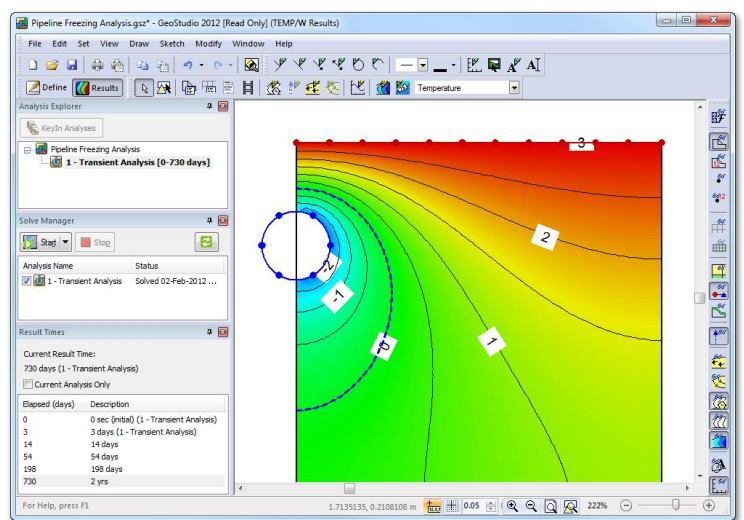 Pipeline Freezing Analysis.gsz* - GeoStudio 2012 [Read Only] (TEMP/W Results)
File Edit Set View Draw Sketch Modify Window Help
Define Results Temperature
Analysis Explorer
KeyIn Analyses
Pipeline Freezing Analysis
1 - Transient Analysis [0-730 days]
Solve Manager
Start Stop
Analysis Name Status
1 - Transient Analysis Solved 02-Feb-2012 ...
Result Times
Current Result Time:
730 days (1 - Transient Analysis)
Current Analysis Only
Elapsed (days) Description
0 0 sec (initial) (1 - Transient Analysis)
3 3 days (1 - Transient Analysis)
14 14 days
54 54 days
198 198 days
730 2 yrs
3
2
-2
-1
1
0
For Help, press F1 1.7135135, 0.2108108 m 0.05 222%